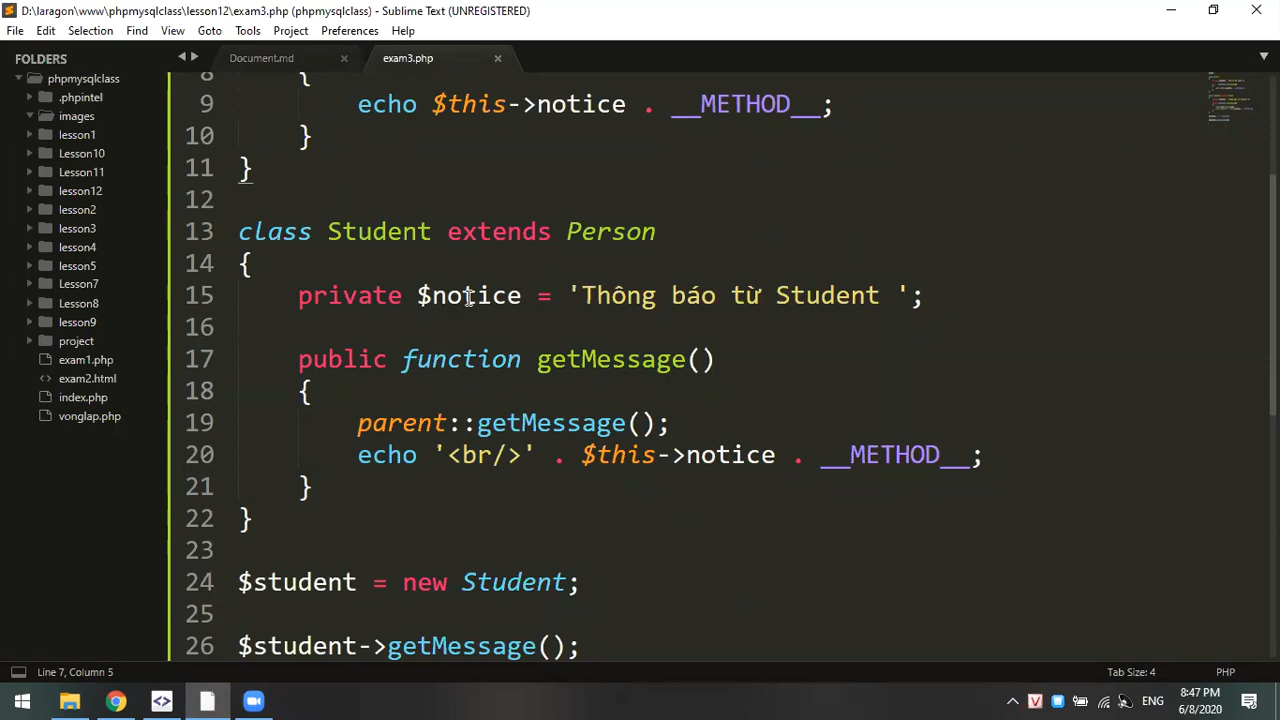 D:\laragon\www\phpmysqlclass\lesson12\exam3.php (phpmysqlclass) - Sublime Text (UNREGISTERED)
File Edit Selection Find View Goto Tools Project Preferences Help
FOLDERS
phpmysqlclass
.phpintel
images
lesson1
Lesson10
Lesson11
lesson12
lesson2
lesson3
lesson4
lesson5
Lesson7
Lesson8
lesson9
project
exam1.php
exam2.html
index.php
vonglap.php
Document.md
exam3.php
8 {
9 echo $this->notice . __METHOD__;
10 }
11 }
12
13 class Student extends Person
14 {
15 private $notice = 'Thông báo từ Student ';
16
17 public function getMessage()
18 {
19 parent::getMessage();
20 echo '<br/>' . $this->notice . __METHOD__;
21 }
22 }
23
24 $student = new Student;
25
26 $student->getMessage();
Line 7, Column 5
Tab Size: 4
PHP
ENG
8:47 PM
6/8/2020